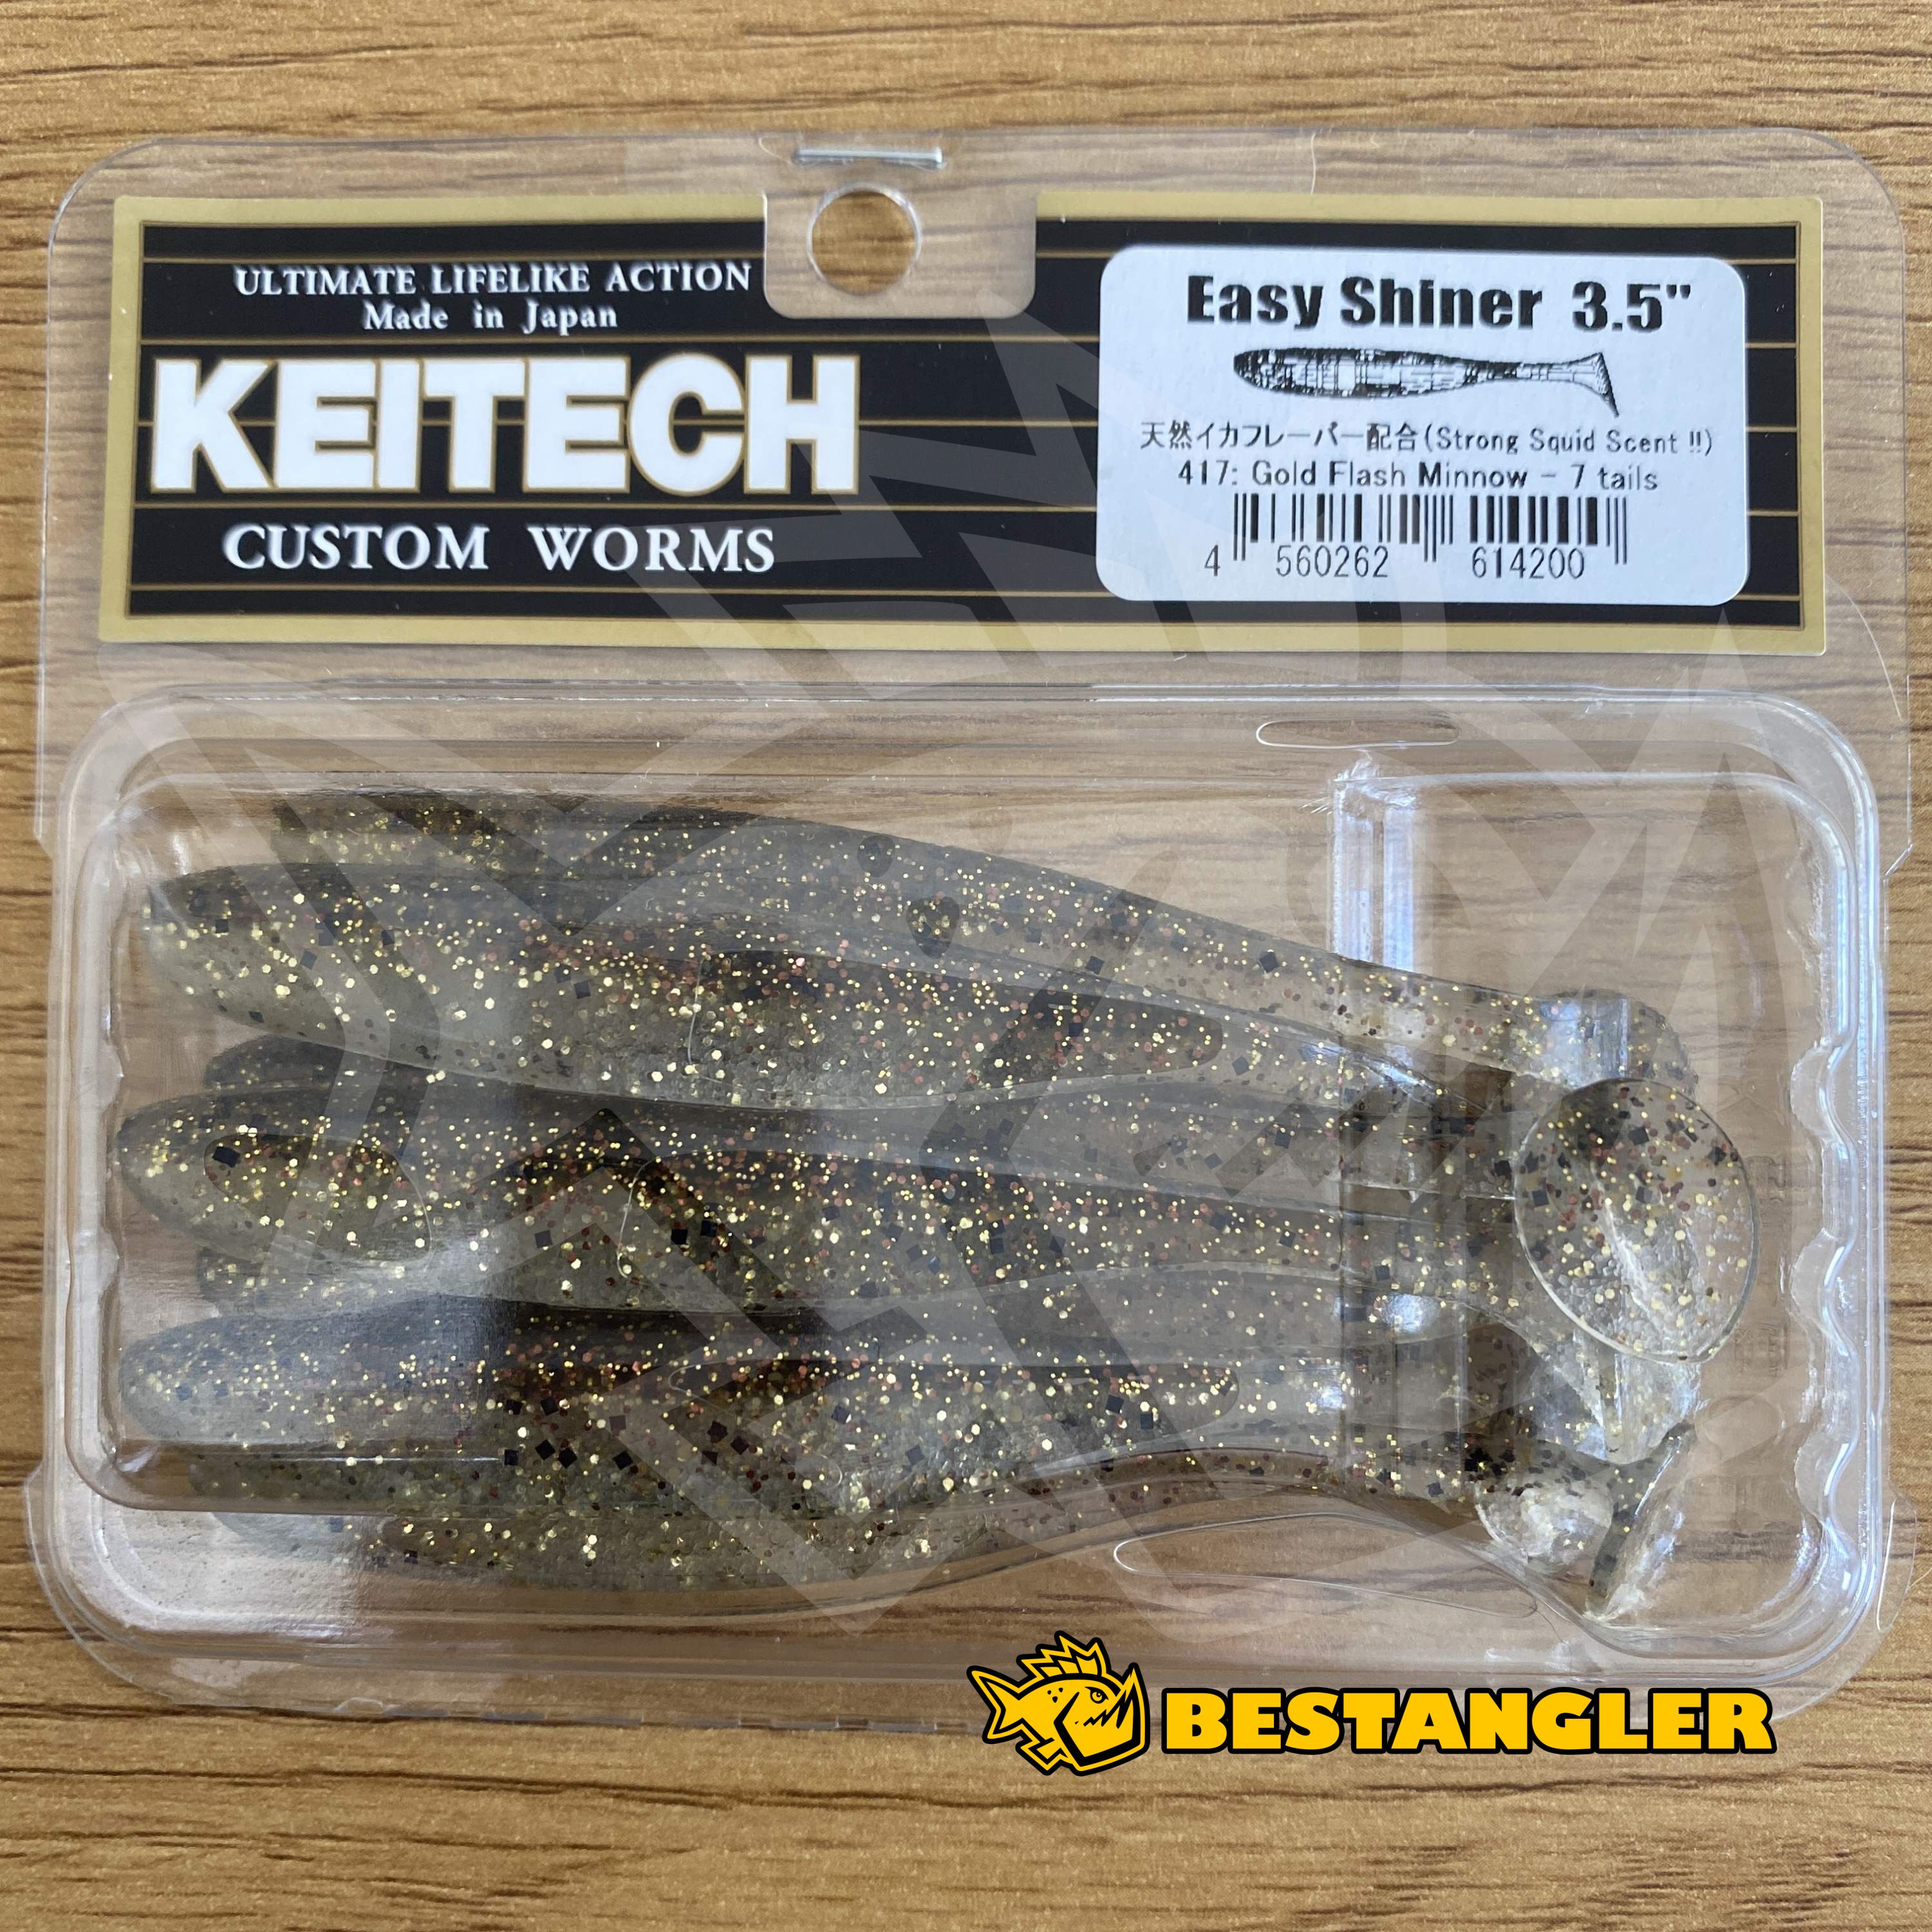 ULTIMATE LIFELIKE ACTION
Made in Japan
KEITECH
CUSTOM WORMS
Easy Shiner 3.5"
天然イカフレーバー配合(Strong Squid Scent !!)
417: Gold Flash Minnow - 7 tails
4 560262 614200
BESTANGLER